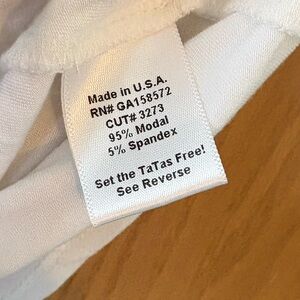 Made in U.S.A.
RN# GA158572
CUT# 3273
95% Modal
5% Spandex
Set the TaTas Free!
See Reverse